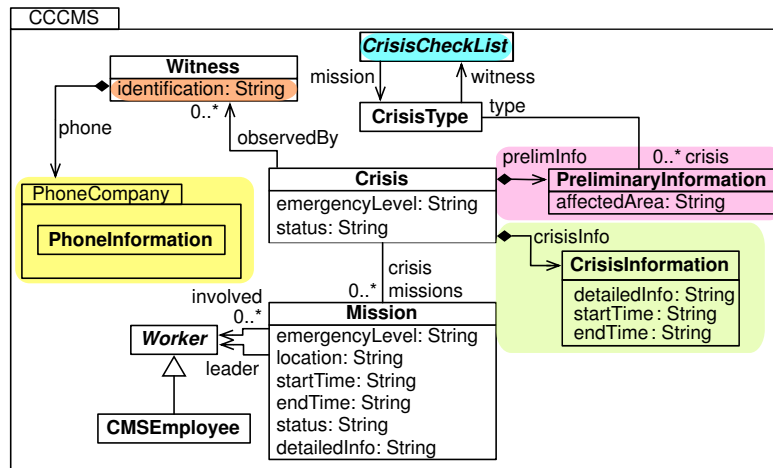 CCCMS
Witness
identification: String
0..*
phone
observedBy
CrisisCheckList
mission
witness
CrisisType
type
prelimInfo
0..* crisis
PreliminaryInformation
affectedArea: String
Crisis
emergencyLevel: String
status: String
PhoneCompany
PhoneInformation
crisisInfo
CrisisInformation
detailedInfo: String
startTime: String
endTime: String
crisis
0..* missions
involved
0..*
Worker
leader
CMSEmployee
Mission
emergencyLevel: String
location: String
startTime: String
endTime: String
status: String
detailedInfo: String